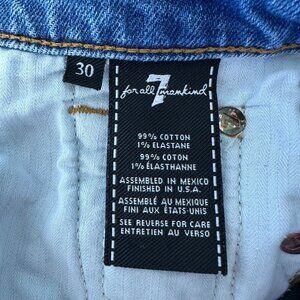 30
7
for all mankind
99% COTTON
1% ELASTANE
99% COTON
1% ÉLASTHANNE
ASSEMBLED IN MEXICO
FINISHED IN U.S.A.
ASSEMBLÉ AU MEXIQUE
FINI AUX ÉTATS-UNIS
SEE REVERSE FOR CARE
ENTRETIEN AU VERSO